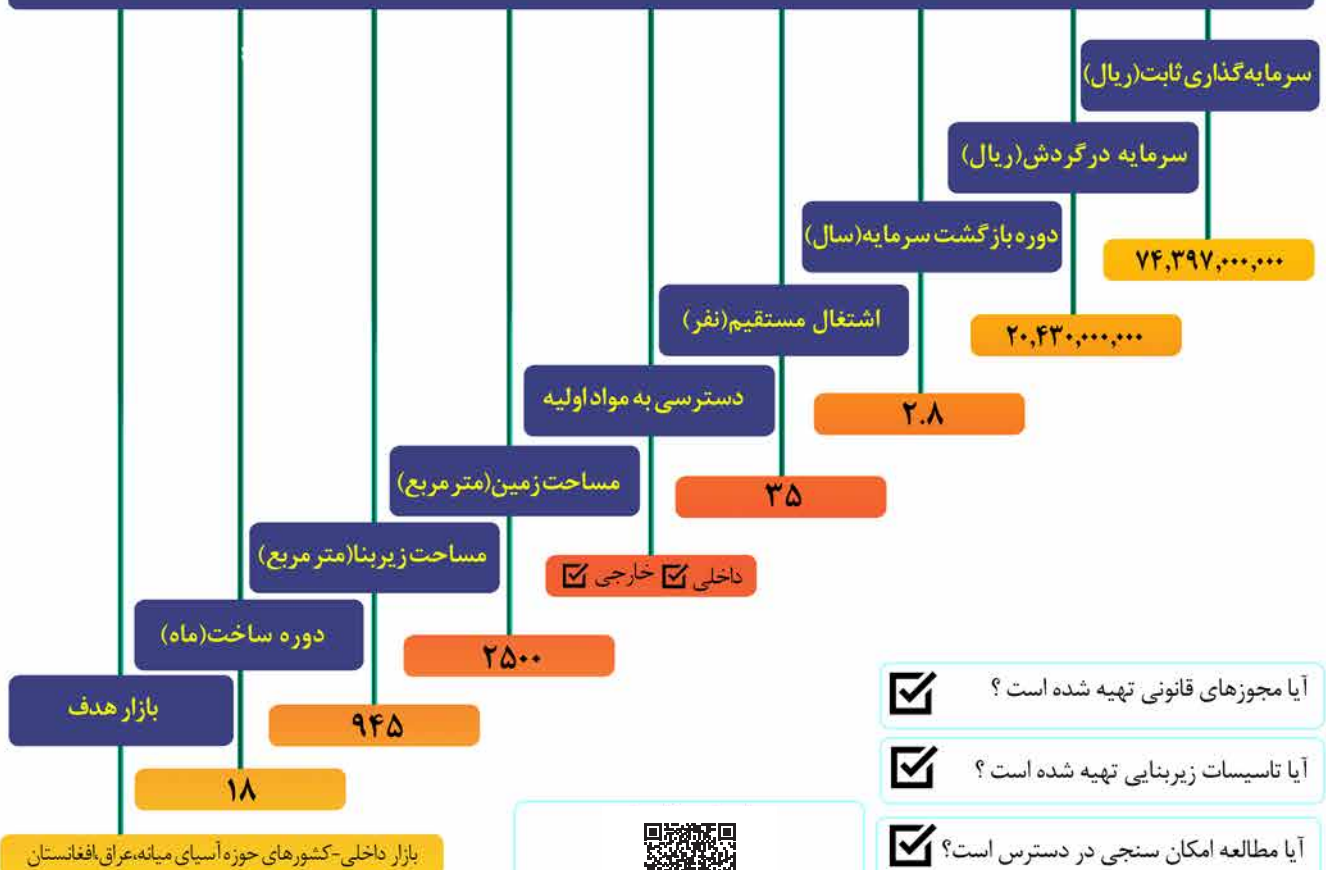 سرمایه‌گذاری ثابت(ریال)
۷۴,۳۹۷,۰۰۰,۰۰۰
سرمایه در گردش(ریال)
۲۰,۴۳۰,۰۰۰,۰۰۰
دوره بازگشت سرمایه(سال)
۲.۸
اشتغال مستقیم(نفر)
۳۵
دسترسی به مواد اولیه
داخلی ☑ خارجی ☑
مساحت زمین(متر مربع)
۲۵۰۰
مساحت زیربنا(متر مربع)
۹۴۵
دوره ساخت(ماه)
۱۸
بازار هدف
بازار داخلی-کشورهای حوزه آسیای میانه،عراق،افغانستان
آیا مجوزهای قانونی تهیه شده است ؟ ☑
آیا تاسیسات زیربنایی تهیه شده است ؟ ☑
آیا مطالعه امکان سنجی در دسترس است؟ ☑